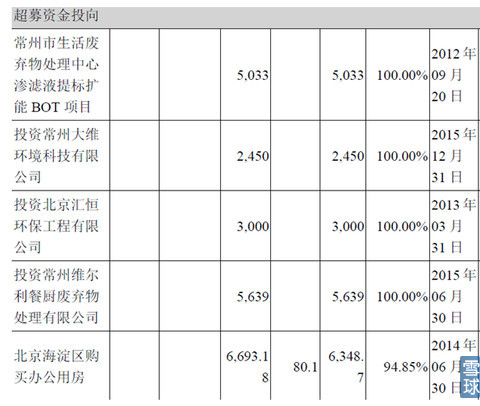 超募资金投向
常州市生活废
弃物处理中心
渗滤液提标扩
能 BOT 项目
5,033
5,033
100.00%
2012 年
09 月
20 日
投资常州大维
环境科技有限
公司
2,450
2,450
100.00%
2015 年
12 月
31 日
投资北京汇恒
环保工程有限
公司
3,000
3,000
100.00%
2013 年
03 月
31 日
投资常州维尔
利餐厨废弃物
处理有限公司
5,639
5,639
100.00%
2015 年
06 月
30 日
北京海淀区购
买办公用房
6,693.1
8
80.1
6,348.
7
94.85%
2014 年
06 月
30 日
雪球